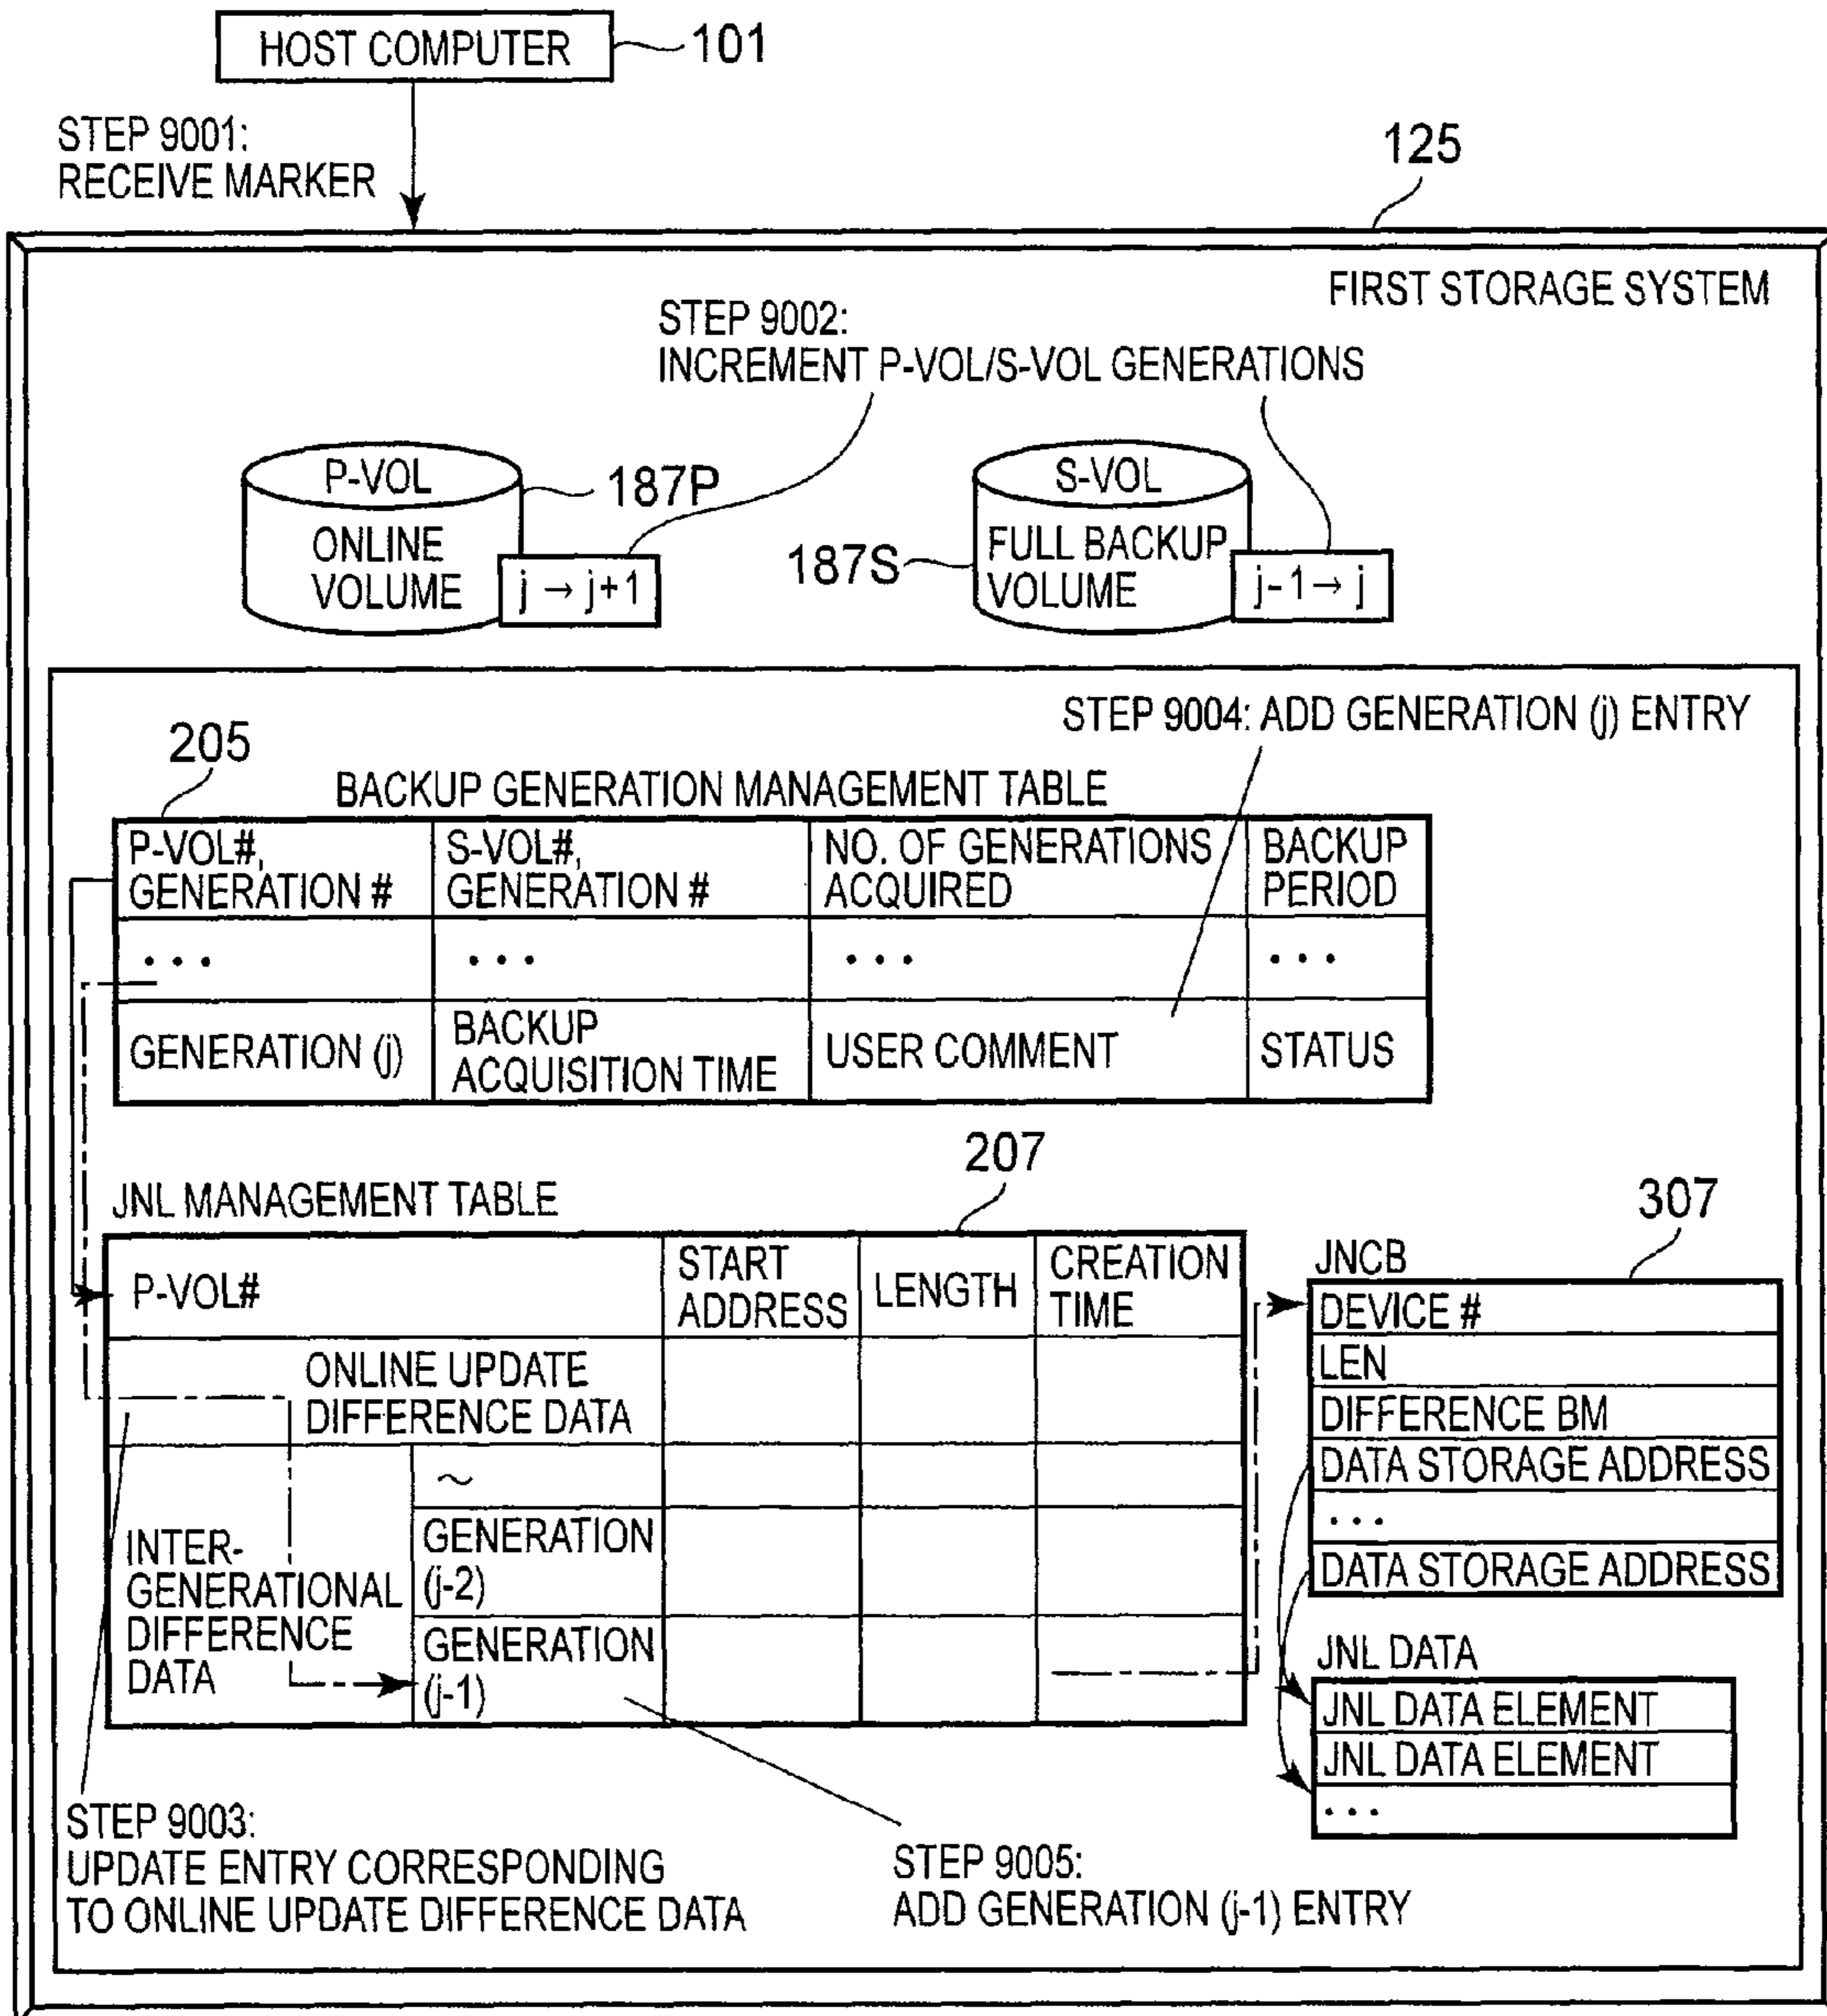 HOST COMPUTER
101
STEP 9001:
RECEIVE MARKER
125
FIRST STORAGE SYSTEM
STEP 9002:
INCREMENT P-VOL/S-VOL GENERATIONS
P-VOL
ONLINE
VOLUME
187P
j → j+1
S-VOL
FULL BACKUP
VOLUME
187S
j-1 → j
STEP 9004: ADD GENERATION (j) ENTRY
205
BACKUP GENERATION MANAGEMENT TABLE
P-VOL#,
GENERATION #
S-VOL#,
GENERATION #
NO. OF GENERATIONS
ACQUIRED
BACKUP
PERIOD
• • •
• • •
• • •
• • •
GENERATION (j)
BACKUP
ACQUISITION TIME
USER COMMENT
STATUS
207
JNL MANAGEMENT TABLE
P-VOL#
START
ADDRESS
LENGTH
CREATION
TIME
ONLINE UPDATE
DIFFERENCE DATA
INTER-
GENERATIONAL
DIFFERENCE
DATA
~
GENERATION
(j-2)
GENERATION
(j-1)
307
JNCB
DEVICE #
LEN
DIFFERENCE BM
DATA STORAGE ADDRESS
• • •
DATA STORAGE ADDRESS
JNL DATA
JNL DATA ELEMENT
JNL DATA ELEMENT
• • •
STEP 9003:
UPDATE ENTRY CORRESPONDING
TO ONLINE UPDATE DIFFERENCE DATA
STEP 9005:
ADD GENERATION (j-1) ENTRY